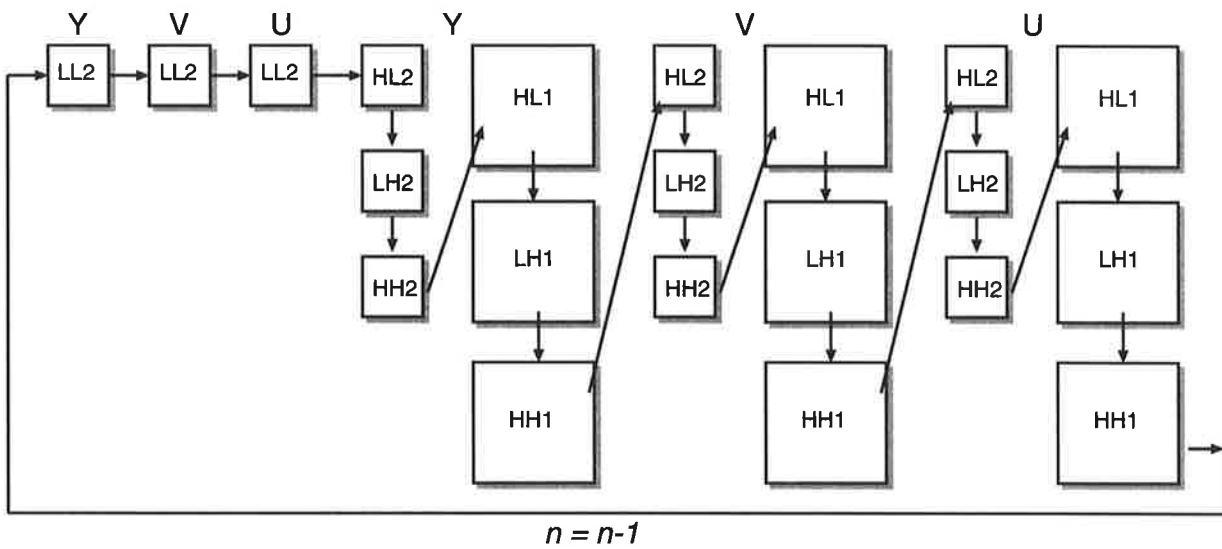 Y V U Y V U
LL2 LL2 LL2 HL2 HL1 HL2 HL1 HL2 HL1
LH2 LH1 LH2 LH1 LH2 LH1
HH2 HH2 HH2
HH1 HH1 HH1
n = n-1